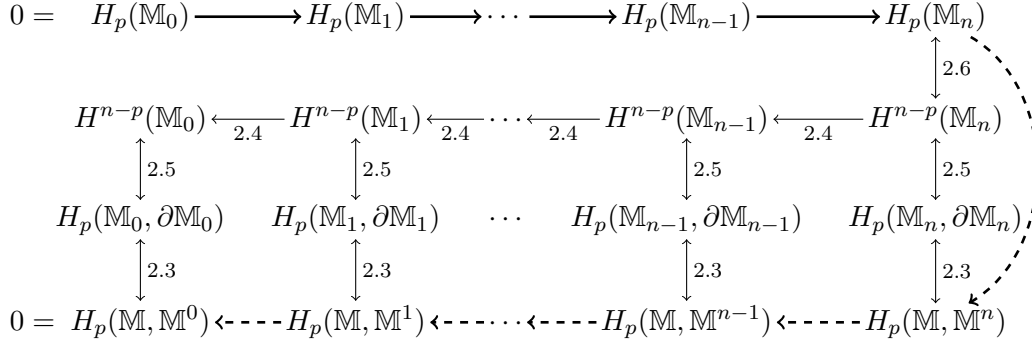 0 = H_p(𝕄_0) H_p(𝕄_1) ⋯ H_p(𝕄_{n−1}) H_p(𝕄_n)
2.6
H^{n−p}(𝕄_0) H^{n−p}(𝕄_1) ⋯ H^{n−p}(𝕄_{n−1}) H^{n−p}(𝕄_n)
2.4 2.4 2.4 2.4
2.5 2.5 2.5 2.5
H_p(𝕄_0, ∂𝕄_0) H_p(𝕄_1, ∂𝕄_1) ⋯ H_p(𝕄_{n−1}, ∂𝕄_{n−1}) H_p(𝕄_n, ∂𝕄_n)
2.3 2.3 2.3 2.3
0 = H_p(𝕄, 𝕄^0) H_p(𝕄, 𝕄^1) ⋯ H_p(𝕄, 𝕄^{n−1}) H_p(𝕄, 𝕄^n)